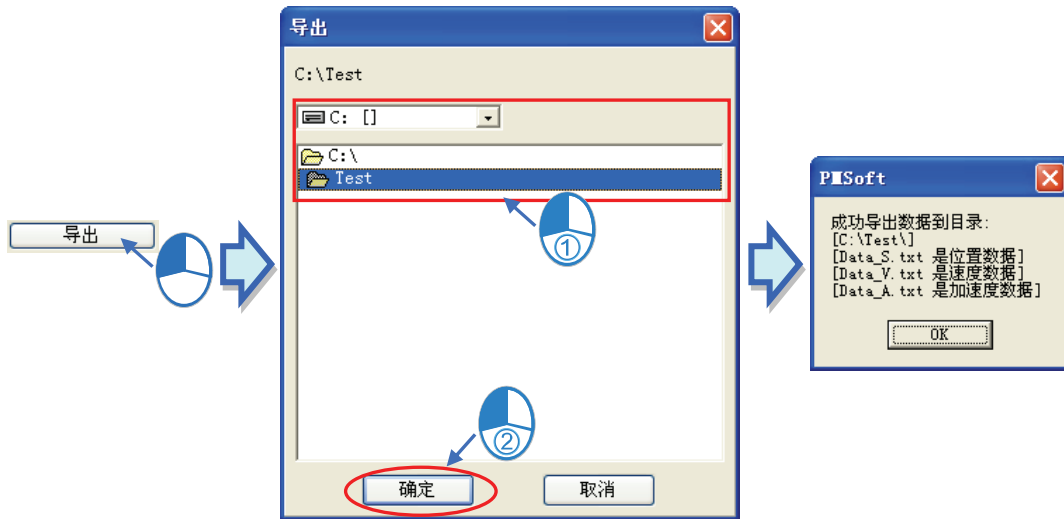 导出
导出
C:\Test
C: []
C:\
Test
①
②
确定
取消
PMSoft
成功导出数据到目录:
[C:\Test\]
[Data_S.txt 是位置数据]
[Data_V.txt 是速度数据]
[Data_A.txt 是加速度数据]
OK